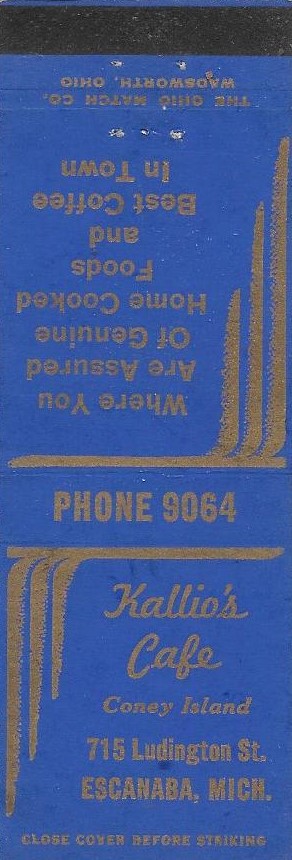 THE OHIO MATCH CO.
WADSWORTH, OHIO
Where You
Are Assured
Of Genuine
Home Cooked
Foods
and
Best Coffee
In Town
PHONE 9064
Kallio's
Cafe
Coney Island
715 Ludington St.
ESCANABA, MICH.
CLOSE COVER BEFORE STRIKING